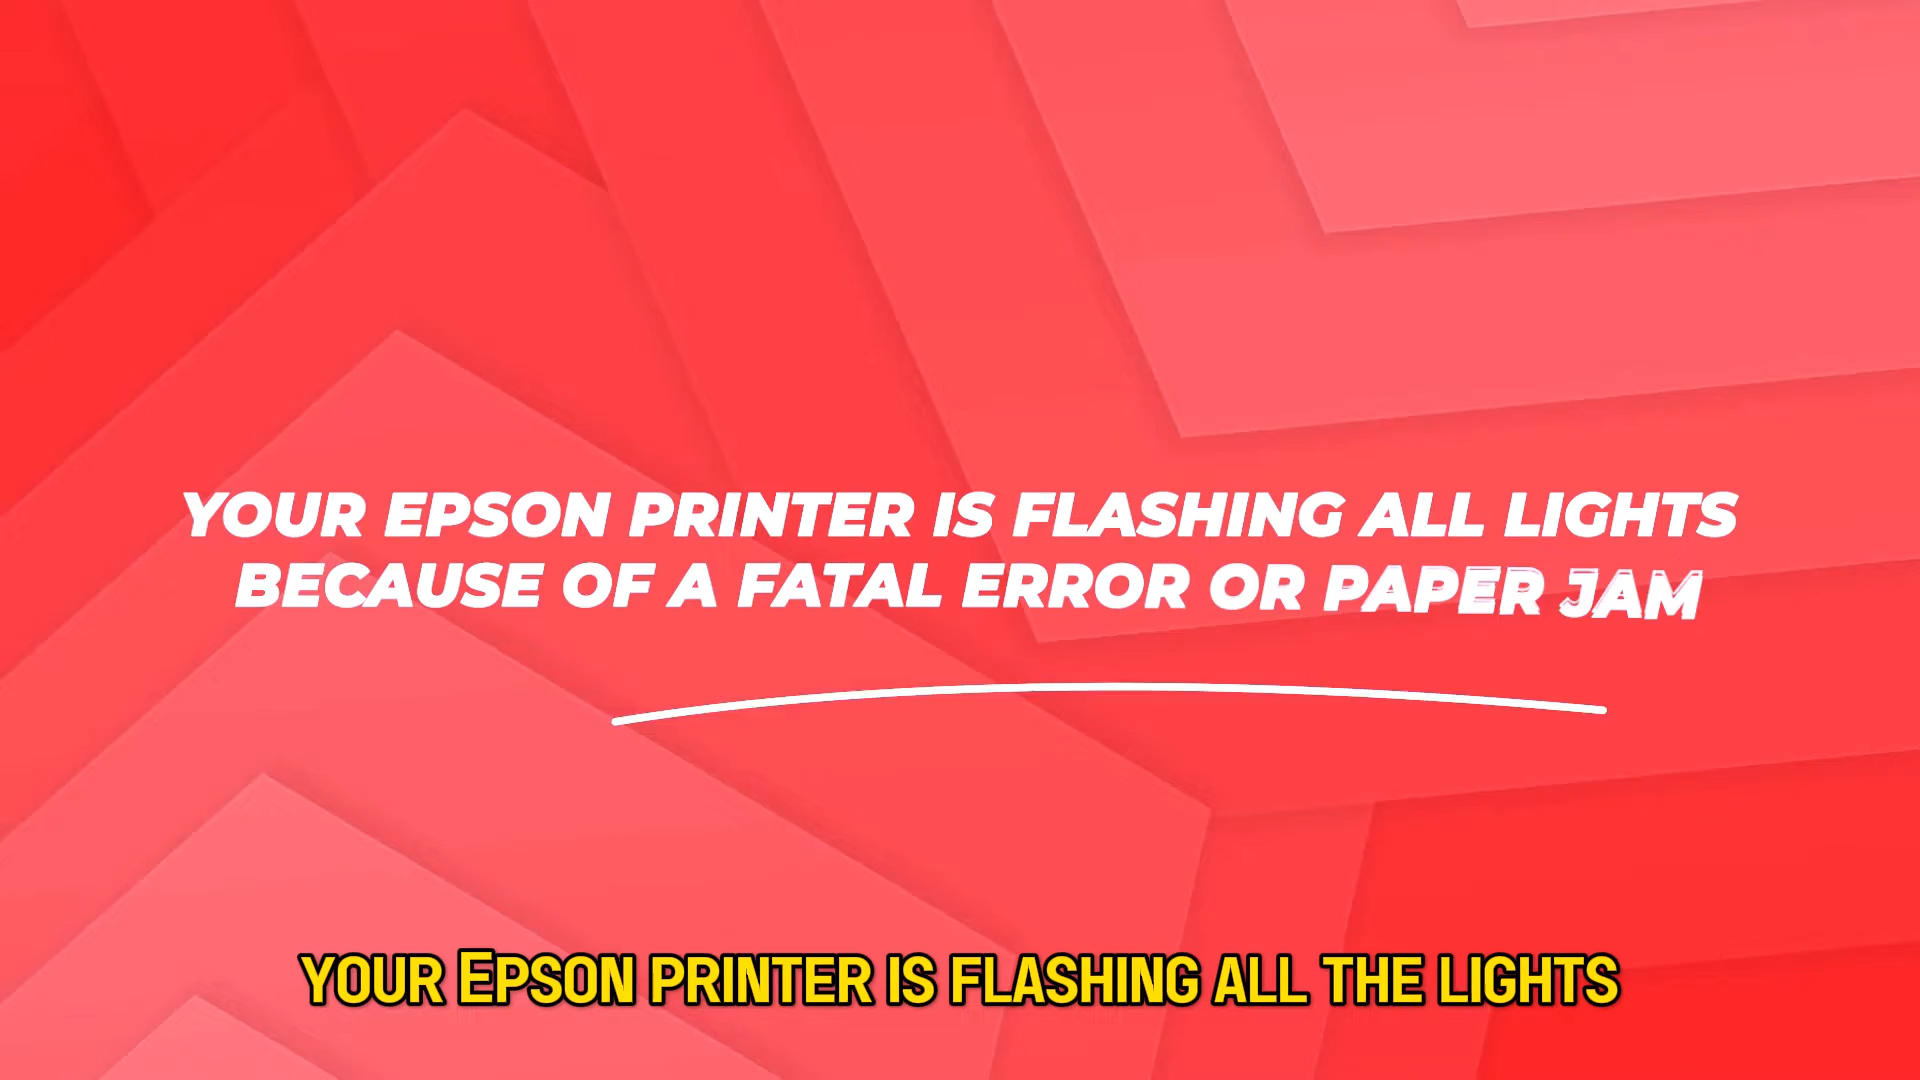 YOUR EPSON PRINTER IS FLASHING ALL LIGHTS
BECAUSE OF A FATAL ERROR OR PAPER JAM
YOUR EPSON PRINTER IS FLASHING ALL THE LIGHTS